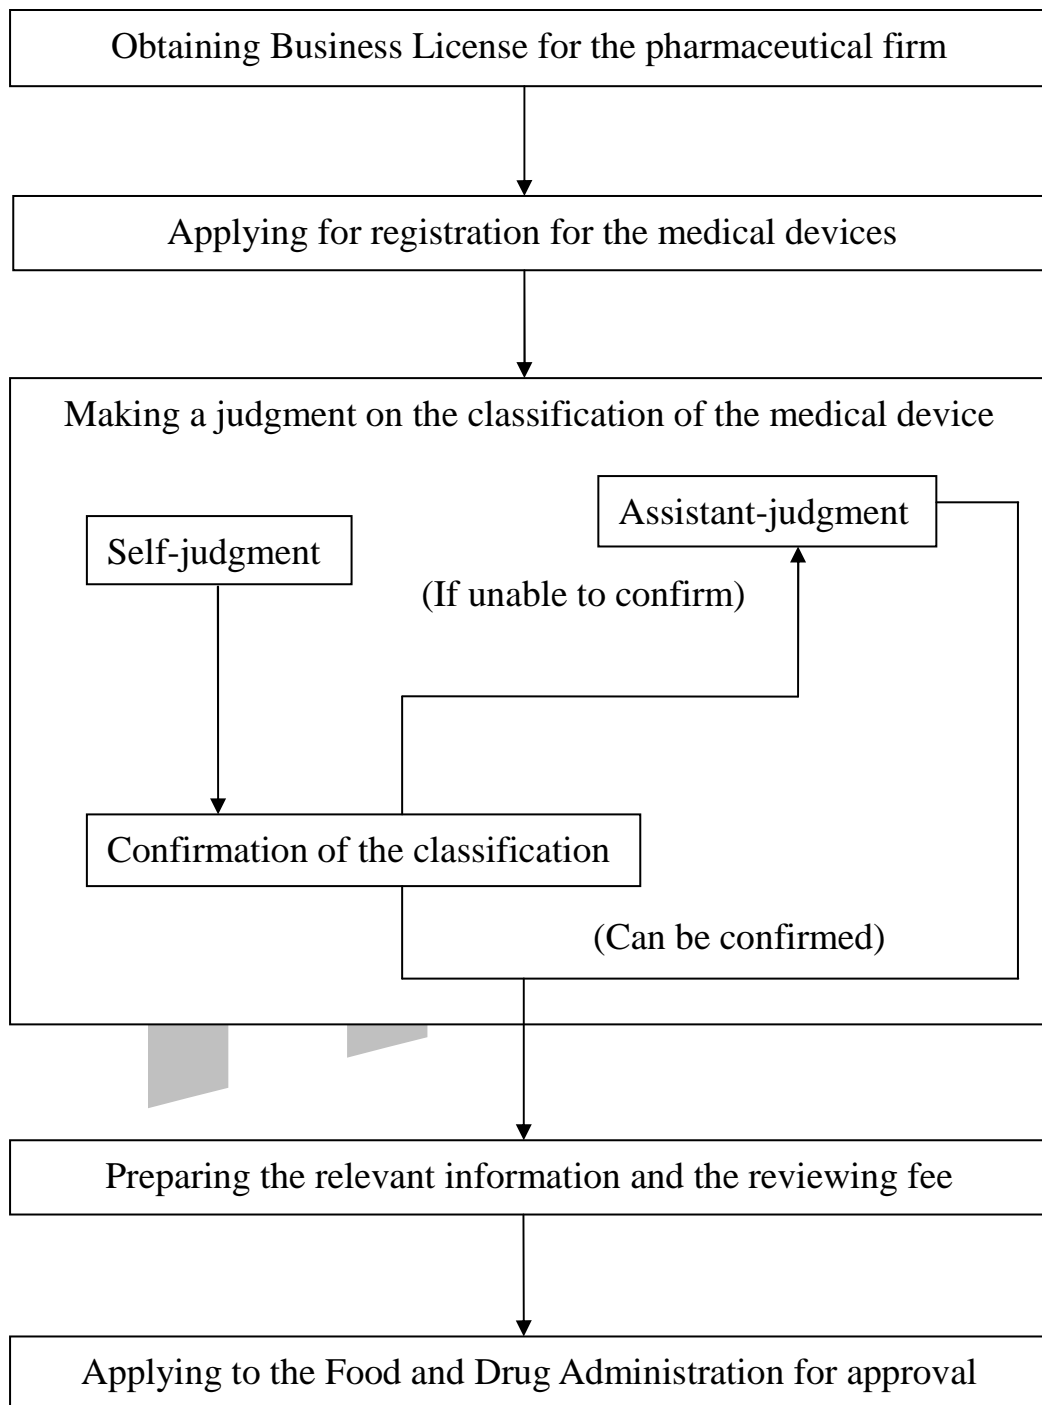 Obtaining Business License for the pharmaceutical firm
Applying for registration for the medical devices
Making a judgment on the classification of the medical device
Assistant-judgment
Self-judgment
(If unable to confirm)
Confirmation of the classification
(Can be confirmed)
Preparing the relevant information and the reviewing fee
Applying to the Food and Drug Administration for approval